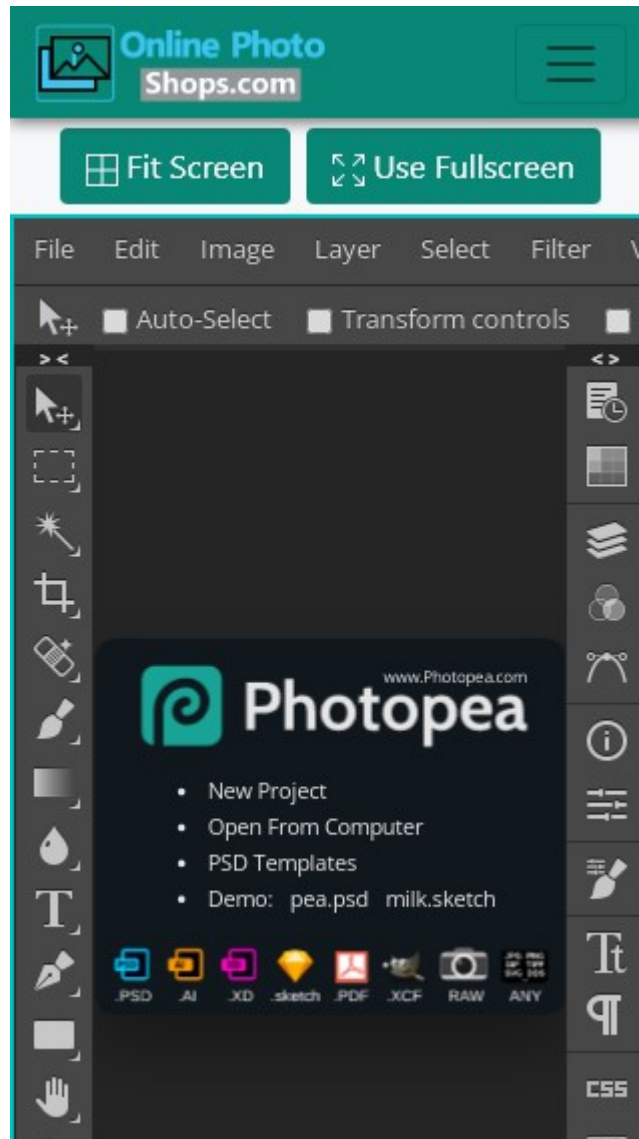 Online Photo
Shops.com
Fit Screen
Use Fullscreen
File Edit Image Layer Select Filter
Auto-Select Transform controls
> < < >
www.Photopea.com
Photopea
• New Project
• Open From Computer
• PSD Templates
• Demo: pea.psd milk.sketch
.PSD .AI .XD .sketch .PDF .XCF RAW ANY
T
Tt
¶
CSS